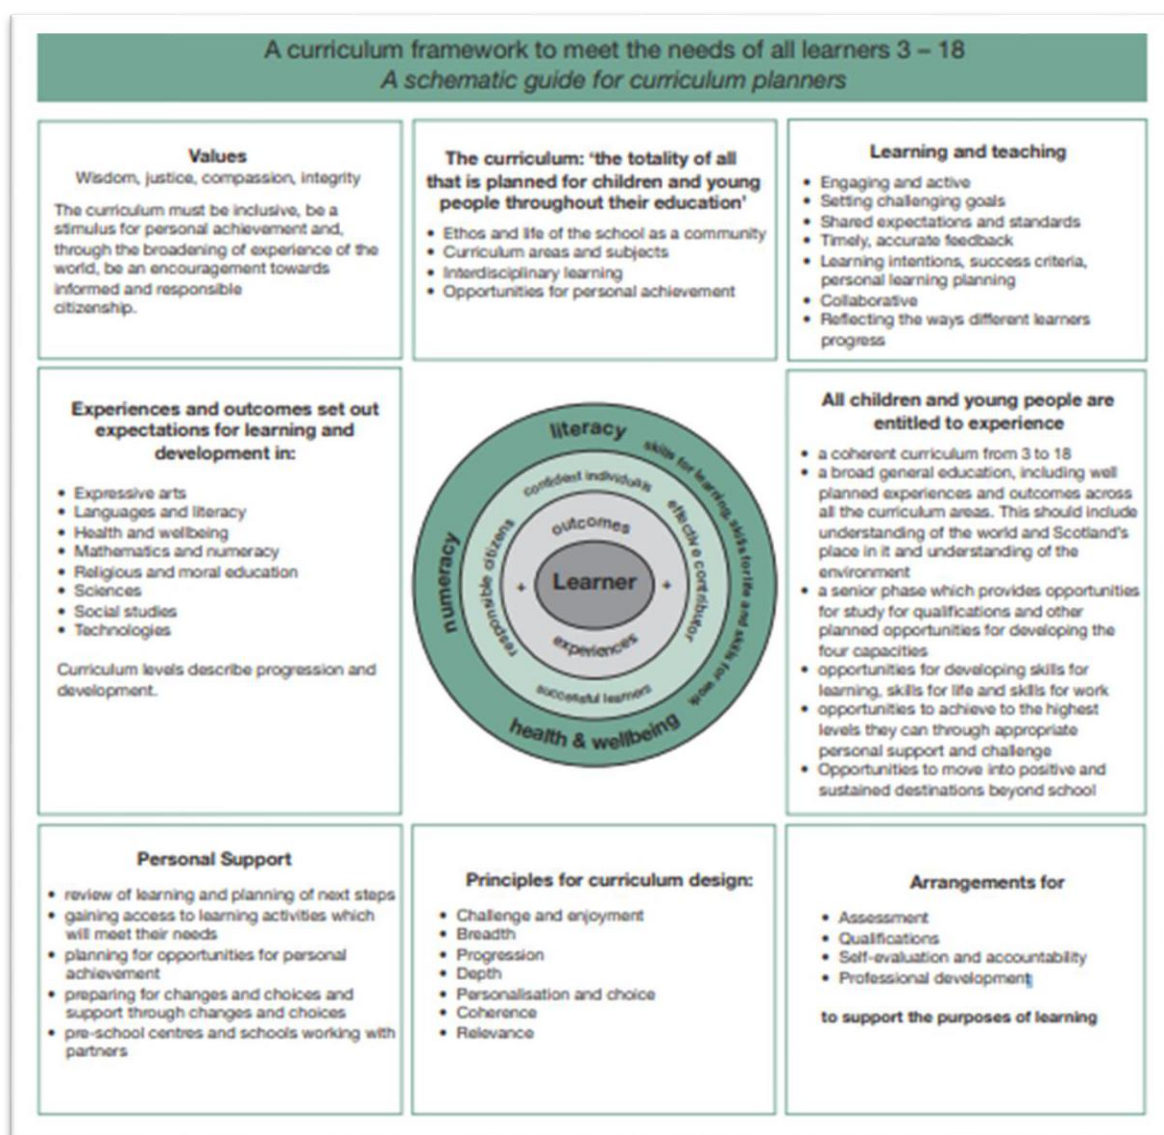 A curriculum framework to meet the needs of all learners 3 – 18
A schematic guide for curriculum planners
Values
Wisdom, justice, compassion, integrity
The curriculum must be inclusive, be a
stimulus for personal achievement and,
through the broadening of experience of the
world, be an encouragement towards
informed and responsible
citizenship.
The curriculum: ‘the totality of all
that is planned for children and young
people throughout their education’
• Ethos and life of the school as a community
• Curriculum areas and subjects
• Interdisciplinary learning
• Opportunities for personal achievement
Learning and teaching
• Engaging and active
• Setting challenging goals
• Shared expectations and standards
• Timely, accurate feedback
• Learning intentions, success criteria,
personal learning planning
• Collaborative
• Reflecting the ways different learners
progress
Experiences and outcomes set out
expectations for learning and
development in:
• Expressive arts
• Languages and literacy
• Health and wellbeing
• Mathematics and numeracy
• Religious and moral education
• Sciences
• Social studies
• Technologies
Curriculum levels describe progression and
development.
literacy
skills for learning, skills for life and skills for work
health & wellbeing
numeracy
confident individuals
effective contributor
successful learners
responsible citizens
outcomes
+ Learner +
experiences
All children and young people are
entitled to experience
• a coherent curriculum from 3 to 18
• a broad general education, including well
planned experiences and outcomes across
all the curriculum areas. This should include
understanding of the world and Scotland’s
place in it and understanding of the
environment
• a senior phase which provides opportunities
for study for qualifications and other
planned opportunities for developing the
four capacities
• opportunities for developing skills for
learning, skills for life and skills for work
• opportunities to achieve to the highest
levels they can through appropriate
personal support and challenge
• Opportunities to move into positive and
sustained destinations beyond school
Personal Support
• review of learning and planning of next steps
• gaining access to learning activities which
will meet their needs
• planning for opportunities for personal
achievement
• preparing for changes and choices and
support through changes and choices
• pre-school centres and schools working with
partners
Principles for curriculum design:
• Challenge and enjoyment
• Breadth
• Progression
• Depth
• Personalisation and choice
• Coherence
• Relevance
Arrangements for
• Assessment
• Qualifications
• Self-evaluation and accountability
• Professional development
to support the purposes of learning